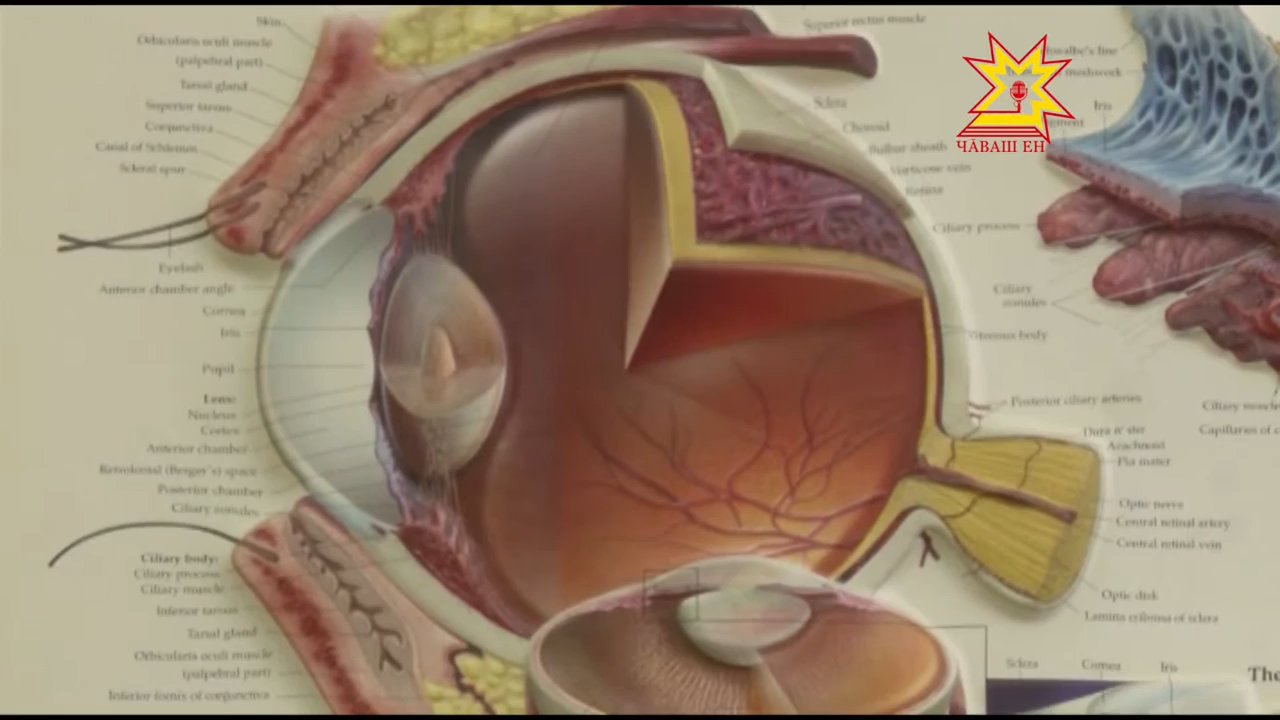 Skin
Orbicularis oculi muscle
(palpebral part)
Tarsal gland
Superior tarsus
Conjunctiva
Canal of Schlemm
Scleral spur
Eyelash
Anterior chamber angle
Cornea
Iris
Pupil
Lens:
Nucleus
Cortex
Anterior chamber
Retrolental (Berger's) space
Posterior chamber
Ciliary zonules
Ciliary body:
Ciliary process
Ciliary muscle
Inferior tarsus
Tarsal gland
Orbicularis oculi muscle
(palpebral part)
Inferior fornix of conjunctiva
Superior rectus muscle
Sclera
Choroid
Bulbar sheath
Vorticose vein
Retina
Vitreous body
Posterior ciliary arteries
Dura mater
Arachnoid
Pia mater
Optic nerve
Central retinal artery
Central retinal vein
Optic disk
Lamina cribrosa of sclera
Sclera Cornea Iris
The
meshwork
Iris
Ciliary process
Ciliary
zonules
Ciliary muscle
Capillaries of
ЧӐВАШ ЕН